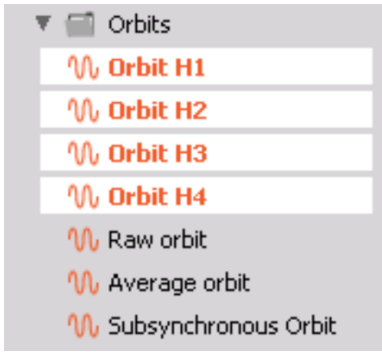 Orbits
Orbit H1
Orbit H2
Orbit H3
Orbit H4
Raw orbit
Average orbit
Subsynchronous Orbit